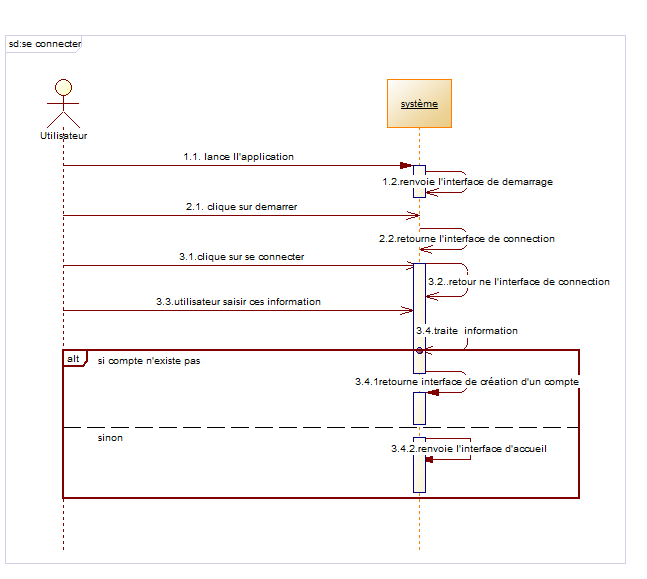 sd:se connecter
système
Utilisateur
1.1. lance ll'application
1.2.renvoie l'interface de demarrage
2.1. clique sur demarrer
2.2.retourne l'interface de connection
3.1.clique sur se connecter
3.2..retour ne l'interface de connection
3.3.utilisateur saisir ces information
3.4.traite information
alt
si compte n'existe pas
3.4.1retourne interface de création d'un compte
sinon
3.4.2.renvoie l'interface d'accueil